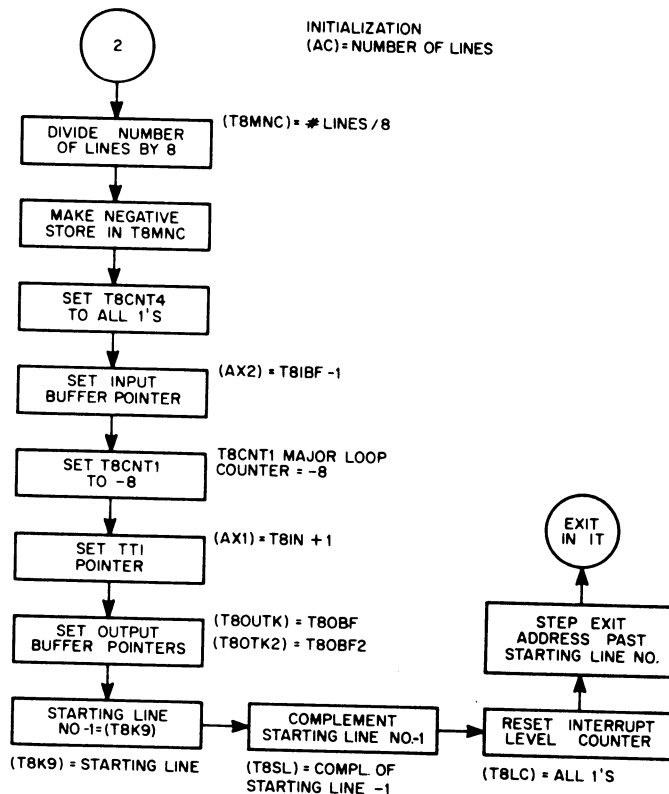 INITIALIZATION
(AC)=NUMBER OF LINES
2
DIVIDE NUMBER
OF LINES BY 8
(T8MNC)= # LINES/8
MAKE NEGATIVE
STORE IN T8MNC
SET T8CNT4
TO ALL 1'S
SET INPUT
BUFFER POINTER
(AX2) = T8IBF -1
SET T8CNT1
TO -8
T8CNT1 MAJOR LOOP
COUNTER = -8
SET TTI
POINTER
(AX1) = T8IN +1
SET OUTPUT
BUFFER POINTERS
(T8OUTK) = T8OBF
(T8OTK2) = T8OBF2
STARTING LINE
NO-1=(T8K9)
(T8K9) = STARTING LINE
COMPLEMENT
STARTING LINE NO.-1
(T8SL) = COMPL. OF
STARTING LINE -1
RESET INTERRUPT
LEVEL COUNTER
(T8LC) = ALL 1'S
STEP EXIT
ADDRESS PAST
STARTING LINE NO.
EXIT
IN IT